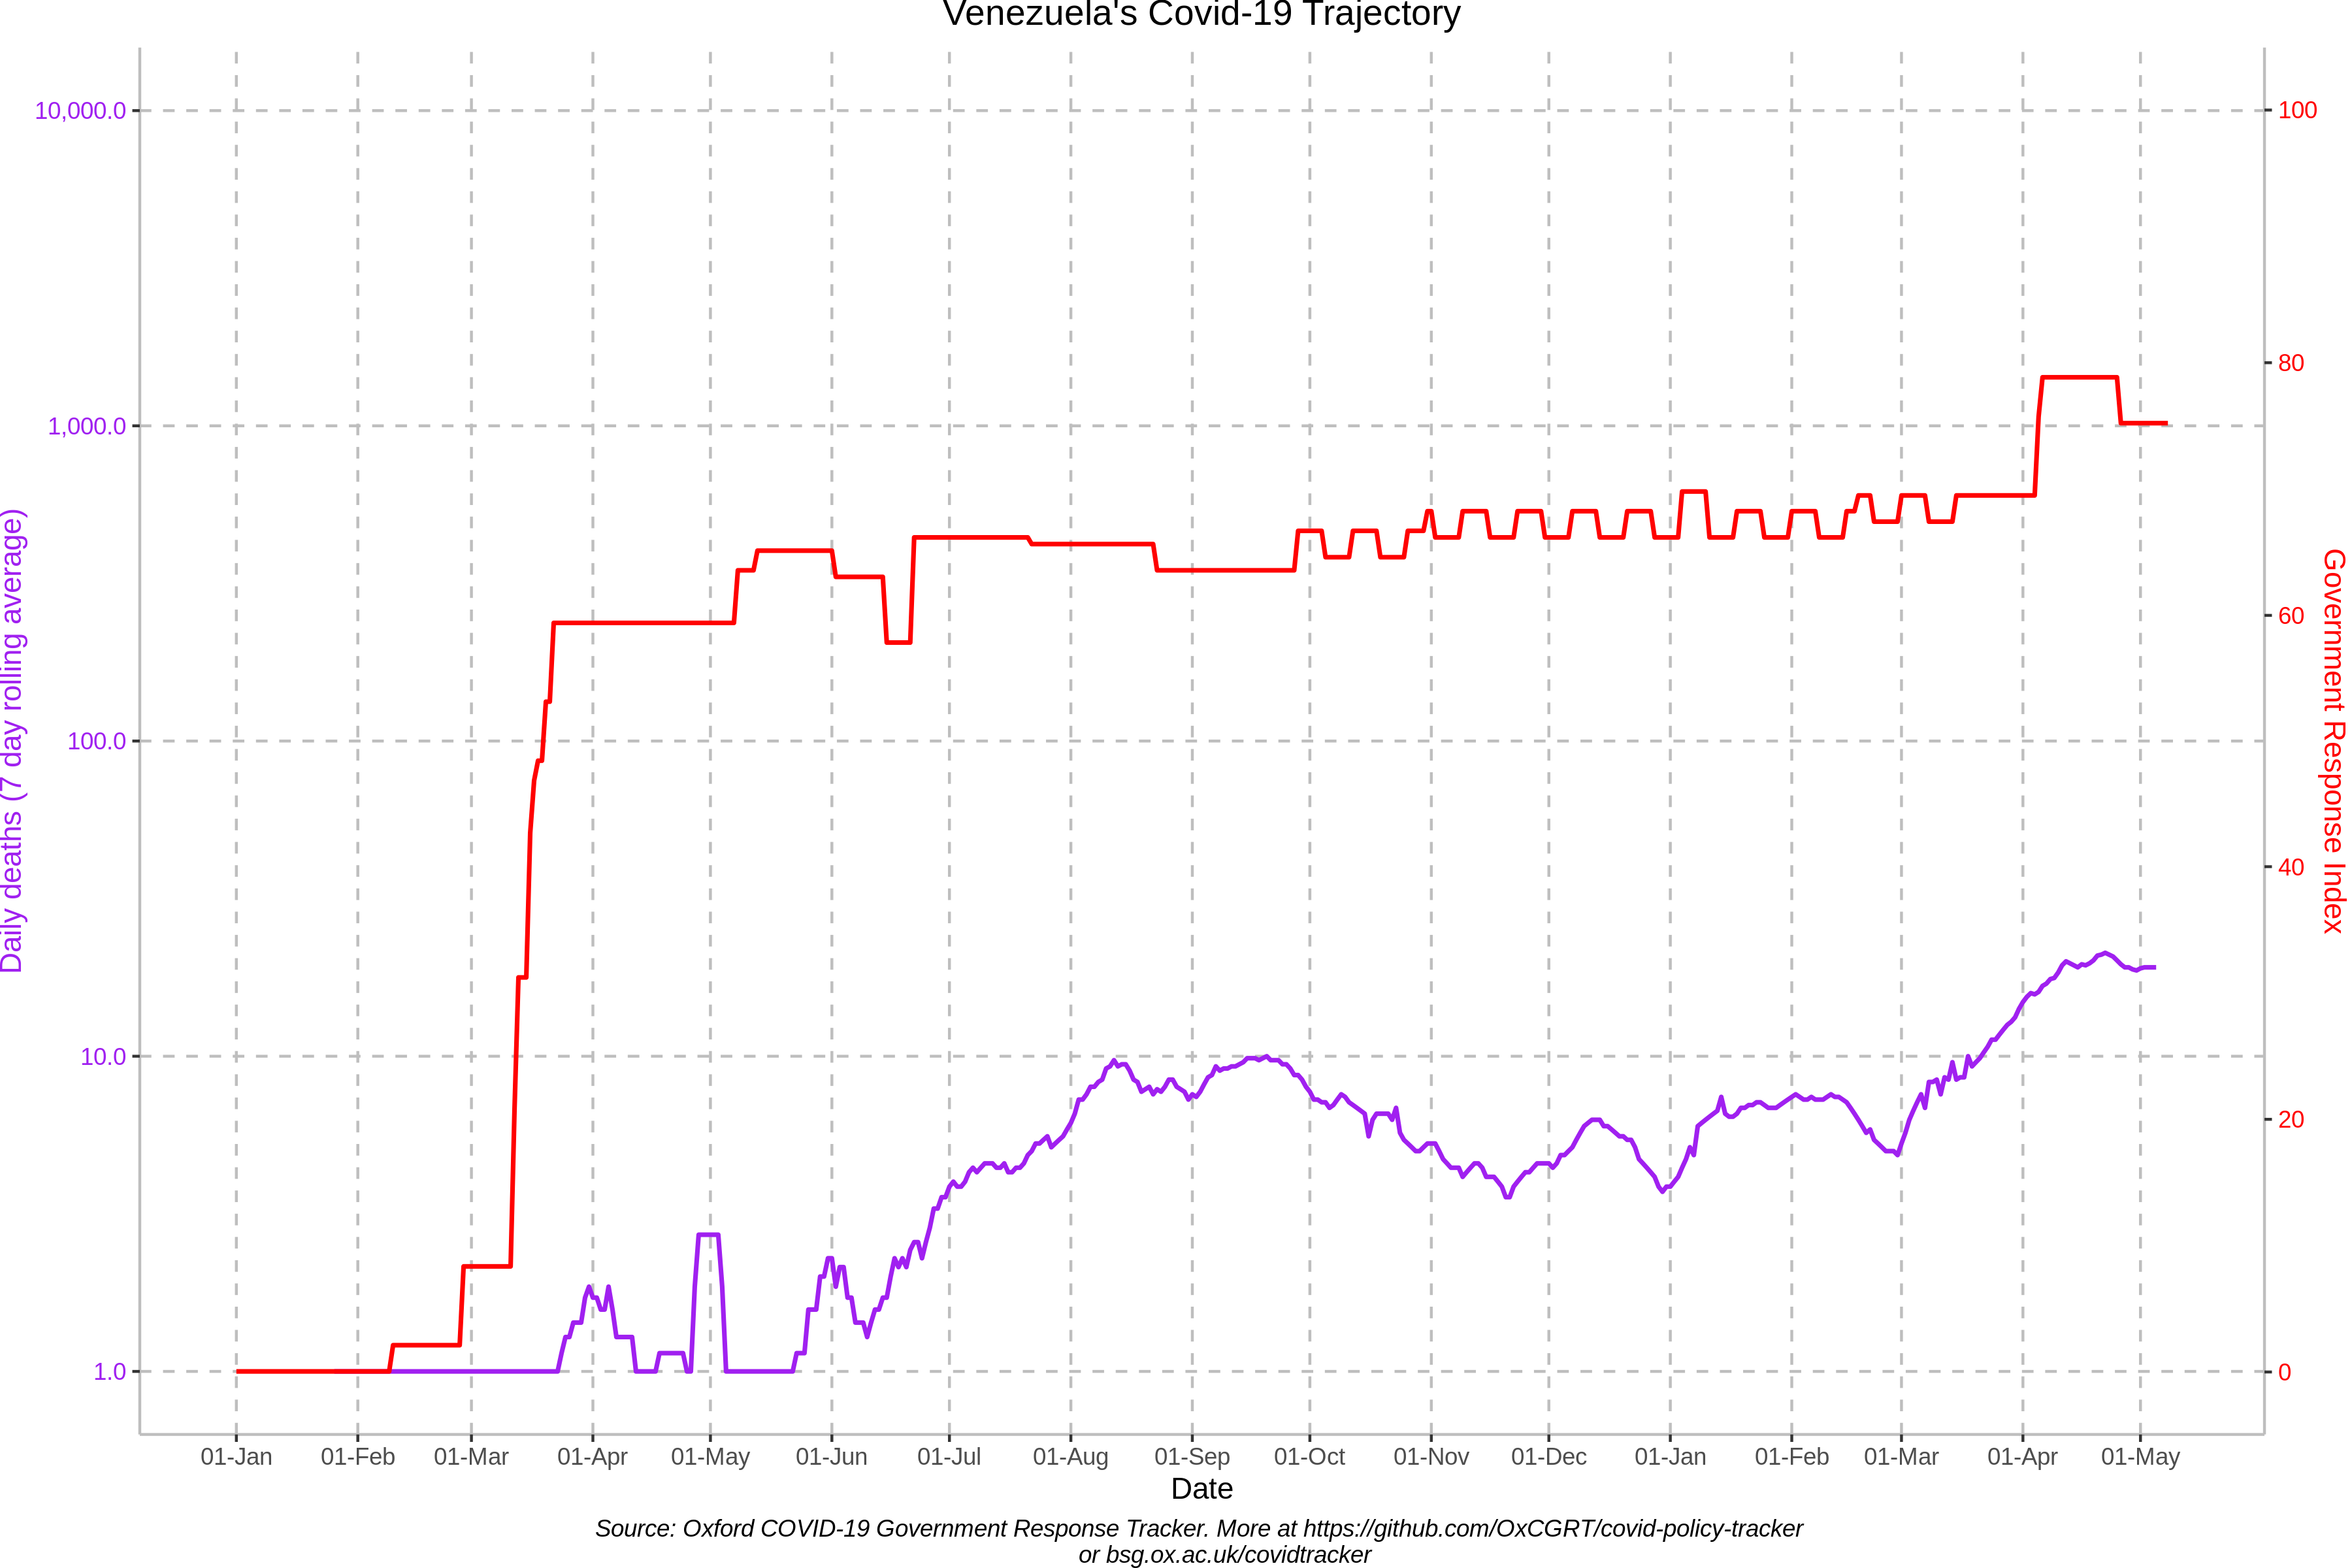 Venezuela's Covid-19 Trajectory
Daily deaths (7 day rolling average)
10,000.0
1,000.0
100.0
10.0
1.0
100
80
60
40
20
0
Government Response Index
01-Jan
01-Feb
01-Mar
01-Apr
01-May
01-Jun
01-Jul
01-Aug
01-Sep
01-Oct
01-Nov
01-Dec
01-Jan
01-Feb
01-Mar
01-Apr
01-May
Date
Source: Oxford COVID-19 Government Response Tracker. More at https://github.com/OxCGRT/covid-policy-tracker
or bsg.ox.ac.uk/covidtracker